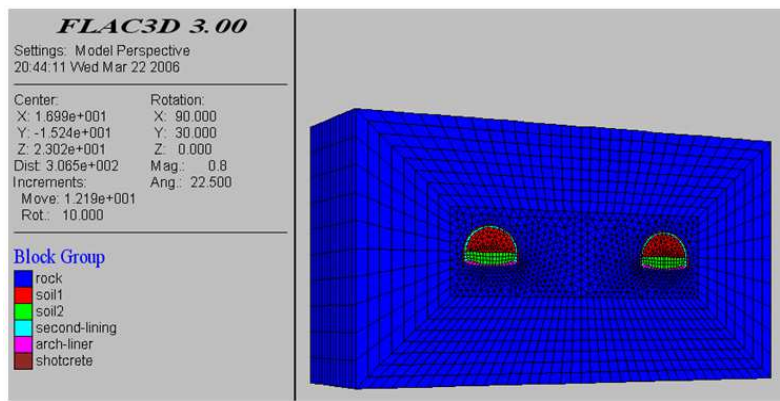 FLAC3D 3.00
Settings: Model Perspective
20:44:11 Wed Mar 22 2006
Center: Rotation:
X: 1.699e+001 X: 90.000
Y: -1.524e+001 Y: 30.000
Z: 2.302e+001 Z: 0.000
Dist: 3.065e+002 Mag.: 0.8
Increments: Ang.: 22.500
Move: 1.219e+001
Rot.: 10.000
Block Group
rock
soil1
soil2
second-lining
arch-liner
shotcrete